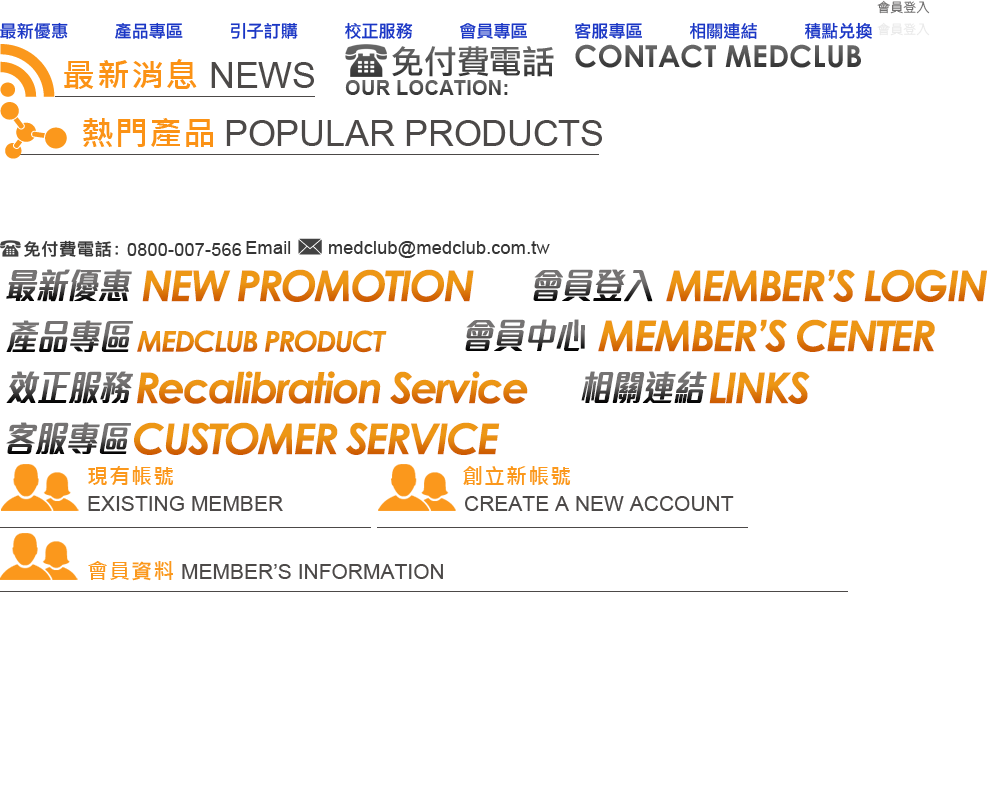 會員登入
最新優惠 產品專區 引子訂購 校正服務 會員專區 客服專區 相關連結 積點兌換 會員登入
最新消息 NEWS 免付費電話 CONTACT MEDCLUB
OUR LOCATION:
熱門產品 POPULAR PRODUCTS
免付費電話: 0800-007-566 Email medclub@medclub.com.tw
最新優惠 NEW PROMOTION 會員登入 MEMBER'S LOGIN
產品專區 MEDCLUB PRODUCT 會員中心 MEMBER'S CENTER
效正服務 Recalibration Service 相關連結 LINKS
客服專區 CUSTOMER SERVICE
現有帳號 創立新帳號
EXISTING MEMBER CREATE A NEW ACCOUNT
會員資料 MEMBER'S INFORMATION